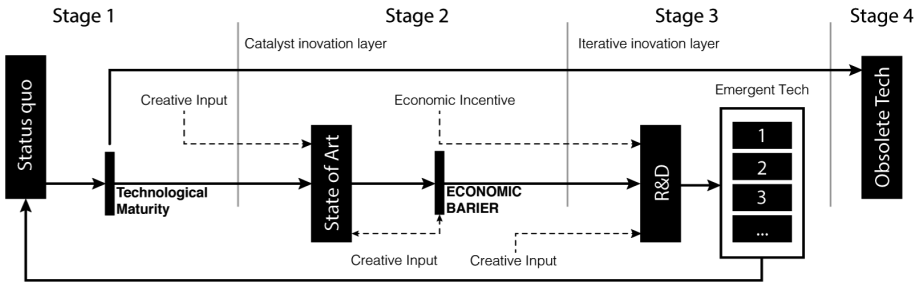 Stage 1
Stage 2
Stage 3
Stage 4
Catalyst inovation layer
Iterative inovation layer
Status quo
Creative Input
Economic Incentive
Emergent Tech
Obsolete Tech
Technological
Maturity
State of Art
ECONOMIC
BARIER
R&D
1
2
3
...
Creative Input
Creative Input